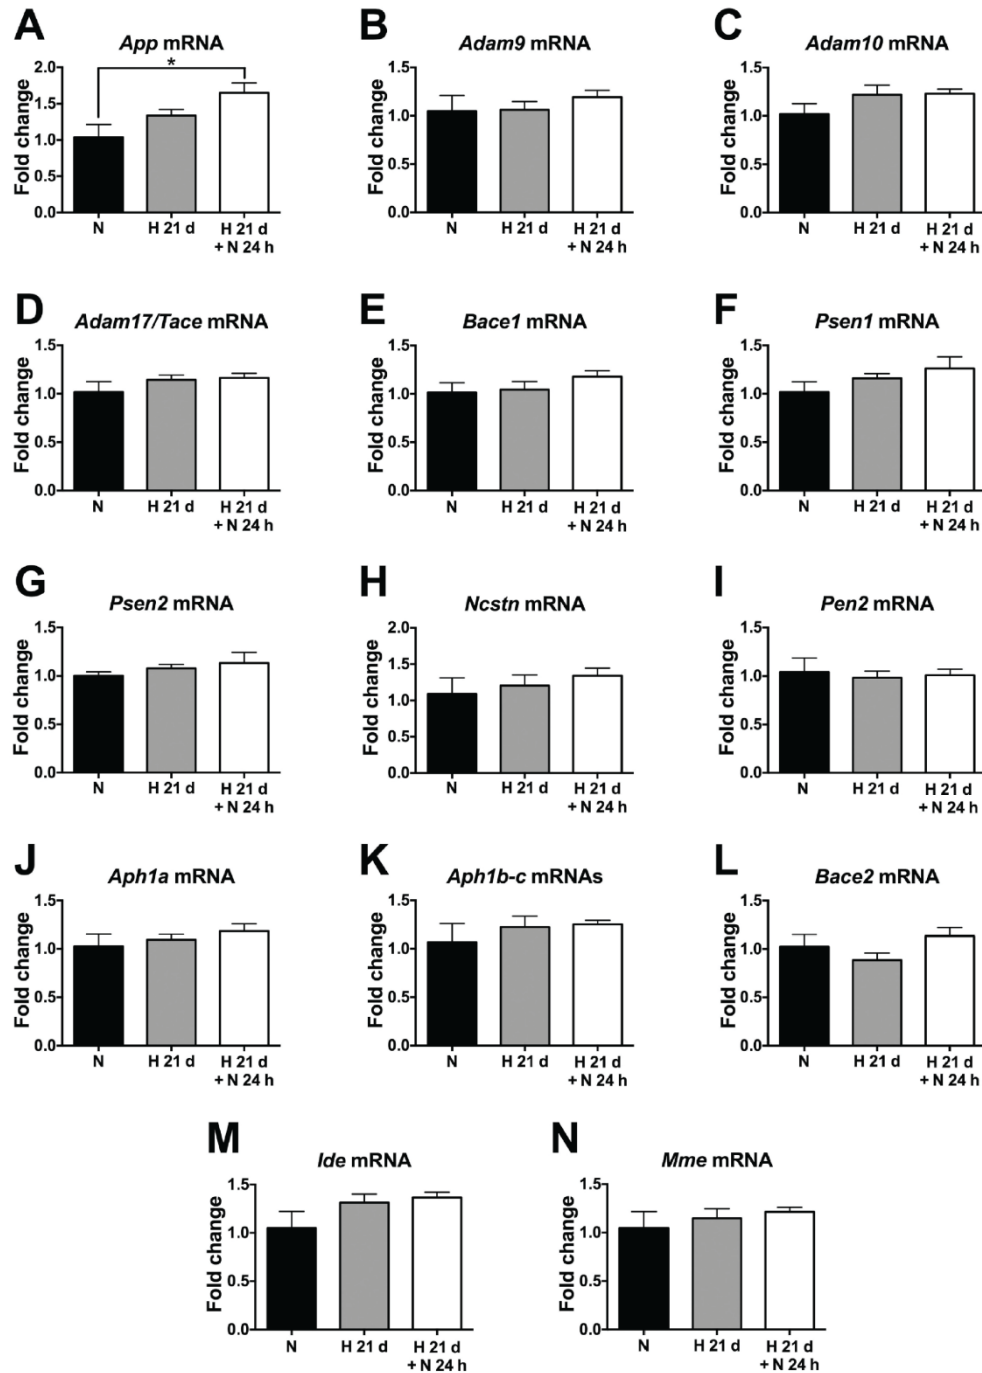 A
App mRNA
Fold change
2.0
1.5
1.0
0.5
0.0
*
N
H 21 d
H 21 d
+ N 24 h
B
Adam9 mRNA
Fold change
1.5
1.0
0.5
0.0
N
H 21 d
H 21 d
+ N 24 h
C
Adam10 mRNA
Fold change
1.5
1.0
0.5
0.0
N
H 21 d
H 21 d
+ N 24 h
D
Adam17/Tace mRNA
Fold change
1.5
1.0
0.5
0.0
N
H 21 d
H 21 d
+ N 24 h
E
Bace1 mRNA
Fold change
1.5
1.0
0.5
0.0
N
H 21 d
H 21 d
+ N 24 h
F
Psen1 mRNA
Fold change
1.5
1.0
0.5
0.0
N
H 21 d
H 21 d
+ N 24 h
G
Psen2 mRNA
Fold change
1.5
1.0
0.5
0.0
N
H 21 d
H 21 d
+ N 24 h
H
Ncstn mRNA
Fold change
2.0
1.5
1.0
0.5
0.0
N
H 21 d
H 21 d
+ N 24 h
I
Pen2 mRNA
Fold change
1.5
1.0
0.5
0.0
N
H 21 d
H 21 d
+ N 24 h
J
Aph1a mRNA
Fold change
1.5
1.0
0.5
0.0
N
H 21 d
H 21 d
+ N 24 h
K
Aph1b-c mRNAs
Fold change
1.5
1.0
0.5
0.0
N
H 21 d
H 21 d
+ N 24 h
L
Bace2 mRNA
Fold change
1.5
1.0
0.5
0.0
N
H 21 d
H 21 d
+ N 24 h
M
Ide mRNA
Fold change
1.5
1.0
0.5
0.0
N
H 21 d
H 21 d
+ N 24 h
N
Mme mRNA
Fold change
1.5
1.0
0.5
0.0
N
H 21 d
H 21 d
+ N 24 h